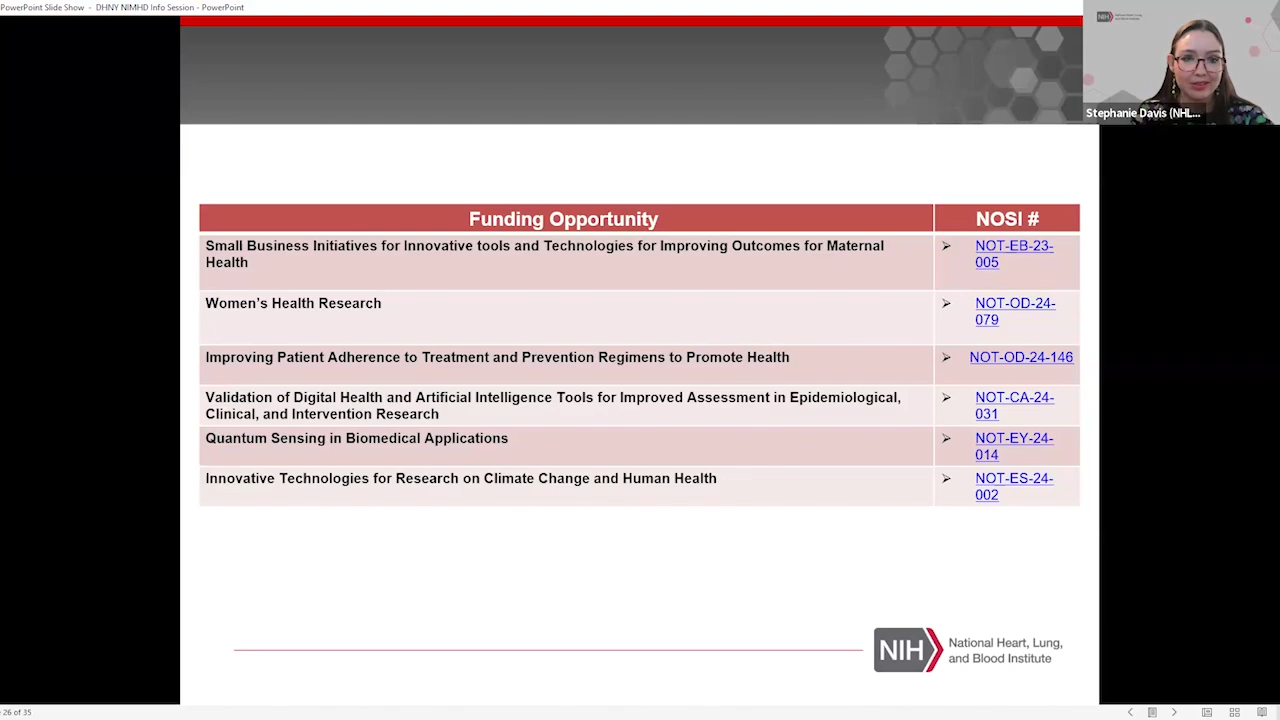 PowerPoint Slide Show - DHNY NIMHD Info Session - PowerPoint
NIH
Stephanie Davis (NHL...
Funding Opportunity
NOSI #
Small Business Initiatives for Innovative tools and Technologies for Improving Outcomes for Maternal
Health
➢ NOT-EB-23-
005
Women’s Health Research
➢ NOT-OD-24-
079
Improving Patient Adherence to Treatment and Prevention Regimens to Promote Health
➢ NOT-OD-24-146
Validation of Digital Health and Artificial Intelligence Tools for Improved Assessment in Epidemiological,
Clinical, and Intervention Research
➢ NOT-CA-24-
031
Quantum Sensing in Biomedical Applications
➢ NOT-EY-24-
014
Innovative Technologies for Research on Climate Change and Human Health
➢ NOT-ES-24-
002
NIH
National Heart, Lung,
and Blood Institute
26 of 35